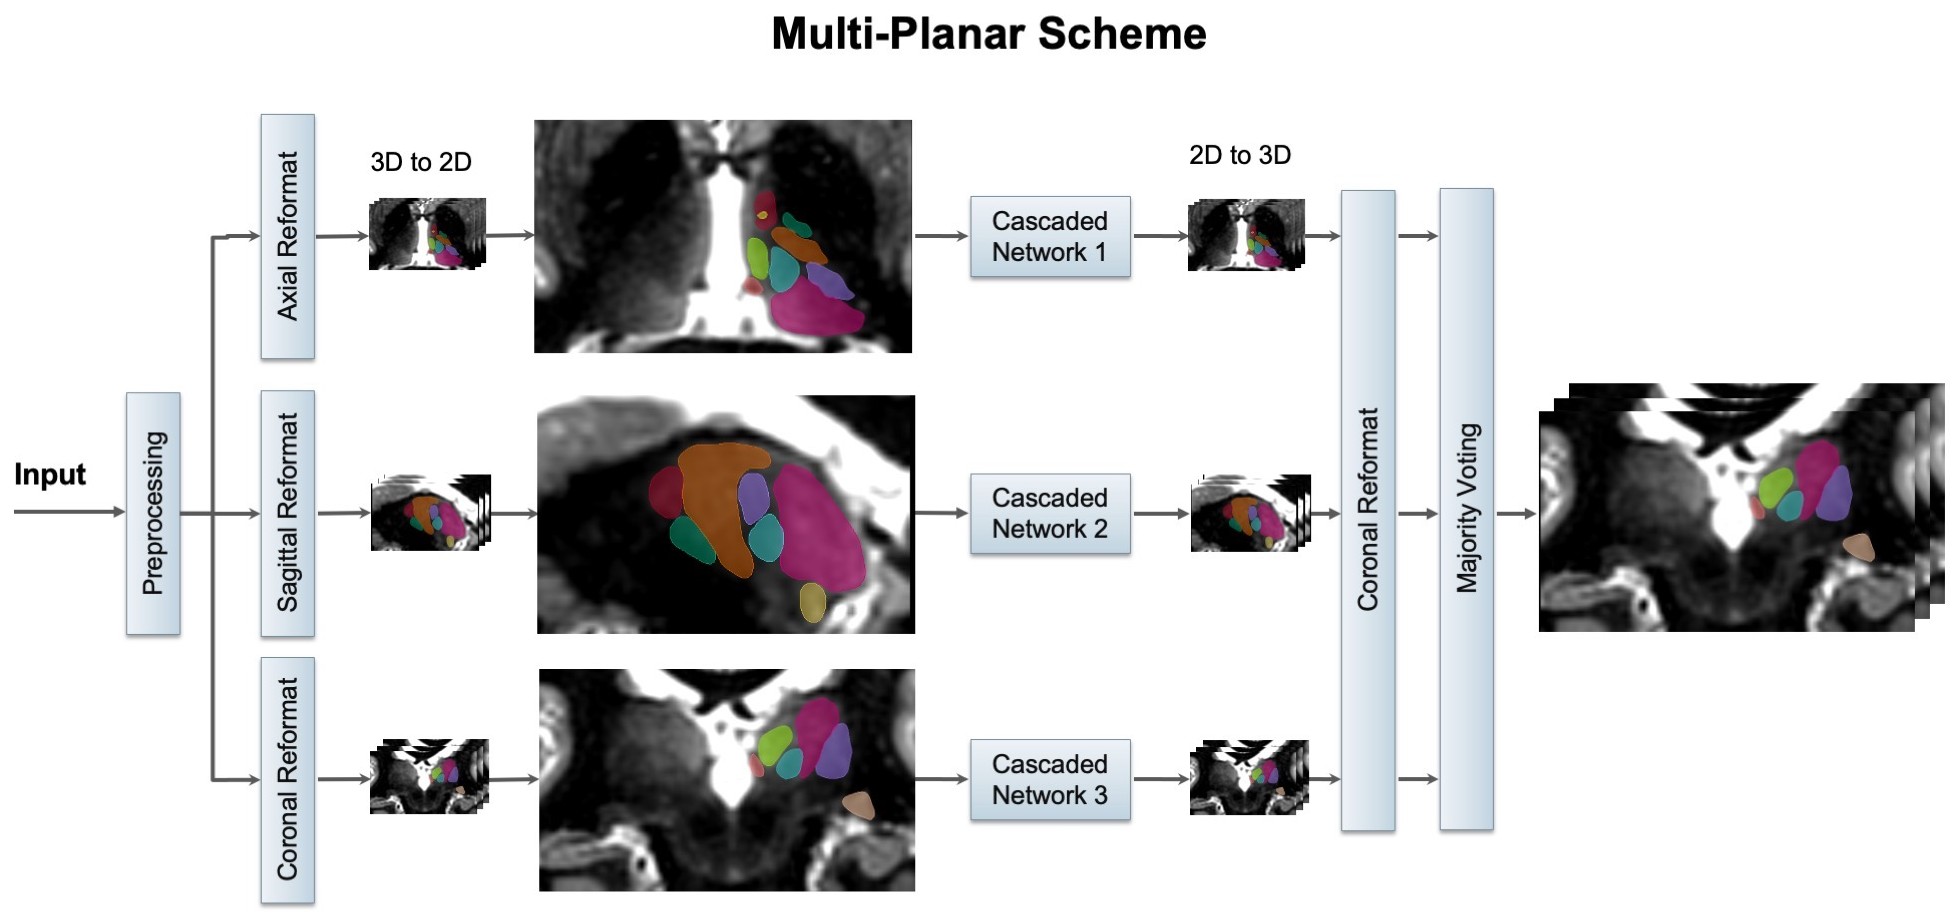 Multi-Planar Scheme
3D to 2D
2D to 3D
Axial Reformat
Cascaded
Network 1
Input
Preprocessing
Sagittal Reformat
Cascaded
Network 2
Coronal Reformat
Majority Voting
Coronal Reformat
Cascaded
Network 3